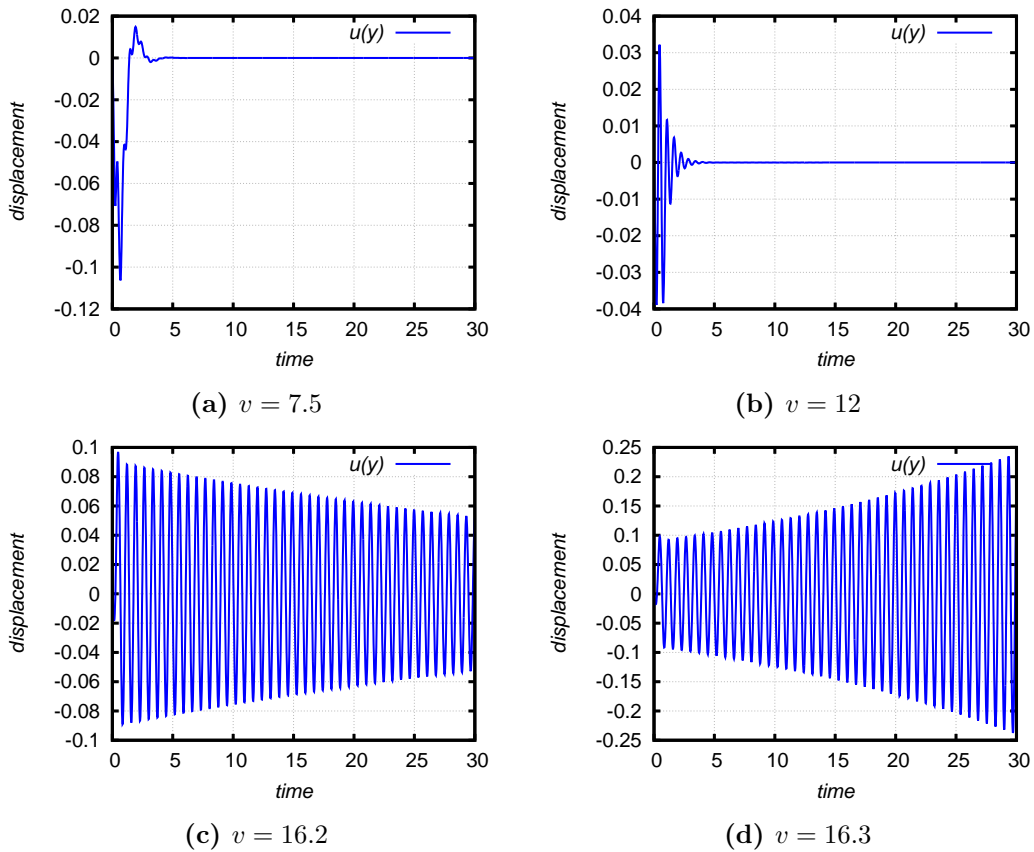 0.02
0
-0.02
-0.04
-0.06
-0.08
-0.1
-0.12
0 5 10 15 20 25 30
displacement
time
u(y)
(a) v = 7.5
0.04
0.03
0.02
0.01
0
-0.01
-0.02
-0.03
-0.04
0 5 10 15 20 25 30
displacement
time
u(y)
(b) v = 12
0.1
0.08
0.06
0.04
0.02
0
-0.02
-0.04
-0.06
-0.08
-0.1
0 5 10 15 20 25 30
displacement
time
u(y)
(c) v = 16.2
0.25
0.2
0.15
0.1
0.05
0
-0.05
-0.1
-0.15
-0.2
-0.25
0 5 10 15 20 25 30
displacement
time
u(y)
(d) v = 16.3